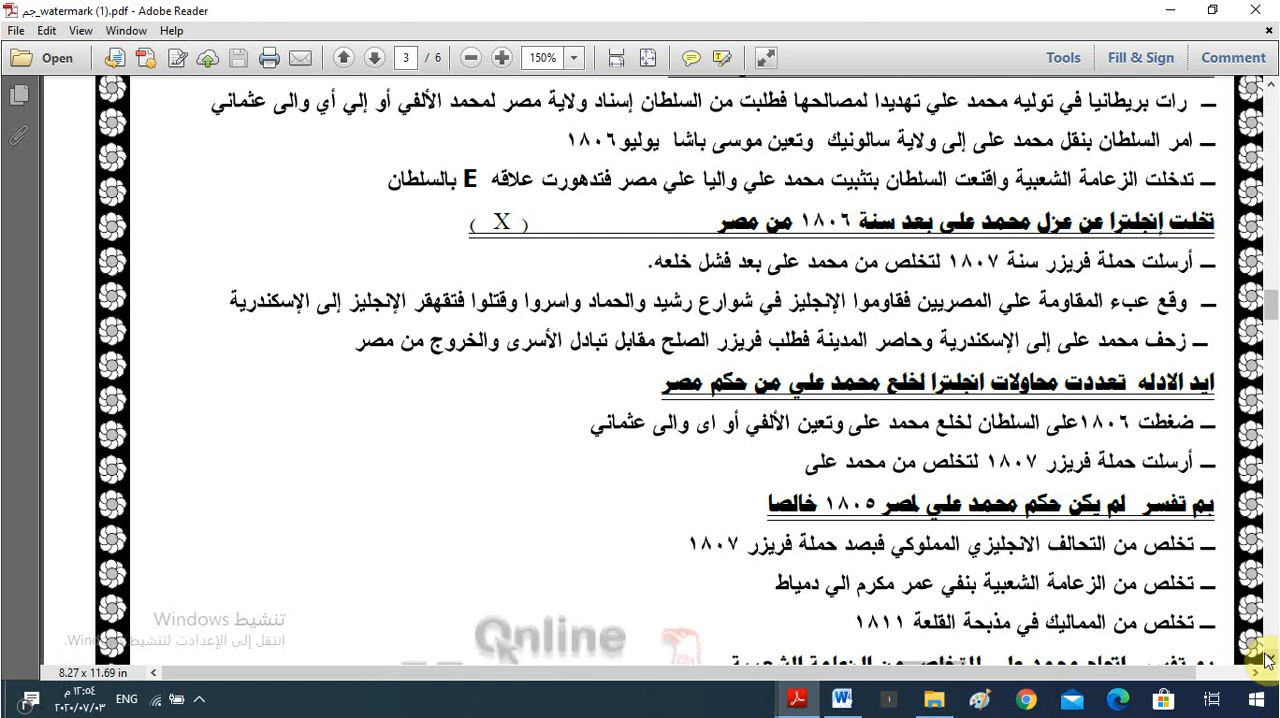 جم_watermark (1).pdf - Adobe Reader
File Edit View Window Help
Open 3 / 6 150% Tools Fill & Sign Comment
ـ رات بريطانيا في توليه محمد علي تهديدا لمصالحها فطلبت من السلطان إسناد ولاية مصر لمحمد الألفي أو إلي أي والى عثماني
ـ امر السلطان بنقل محمد على إلى ولاية سالونيك وتعين موسى باشا يوليو١٨٠٦
ـ تدخلت الزعامة الشعبية واقنعت السلطان بتثبيت محمد علي واليا علي مصر فتدهورت علاقه E بالسلطان
تخلت إنجلترا عن عزل محمد على بعد سنة ١٨٠٦ من مصر ( X )
ـ أرسلت حملة فريزر سنة ١٨٠٧ لتخلص من محمد على بعد فشل خلعه.
ـ وقع عبء المقاومة علي المصريين فقاوموا الإنجليز في شوارع رشيد والحماد واسروا وقتلوا فتقهقر الإنجليز إلى الإسكندرية
ـ زحف محمد على إلى الإسكندرية وحاصر المدينة فطلب فريزر الصلح مقابل تبادل الأسرى والخروج من مصر
ايد الادله تعددت محاولات انجلترا لخلع محمد علي من حكم مصر
ـ ضغطت ١٨٠٦على السلطان لخلع محمد على وتعين الألفي أو اى والى عثماني
ـ أرسلت حملة فريزر ١٨٠٧ لتخلص من محمد على
بم تفسر لم يكن حكم محمد علي لمصر ١٨٠٥ خالصا
ـ تخلص من التحالف الانجليزي المملوكي فبصد حملة فريزر ١٨٠٧
ـ تخلص من الزعامة الشعبية بنفي عمر مكرم الي دمياط
ـ تخلص من المماليك في مذبحة القلعة ١٨١١
Online
تنشيط Windows
انتقل إلى الإعدادت لتنشيط Windows.
8.27 x 11.69 in
ENG
١٢:٥٤ م
٢٠٢٠/٠٧/٠٣